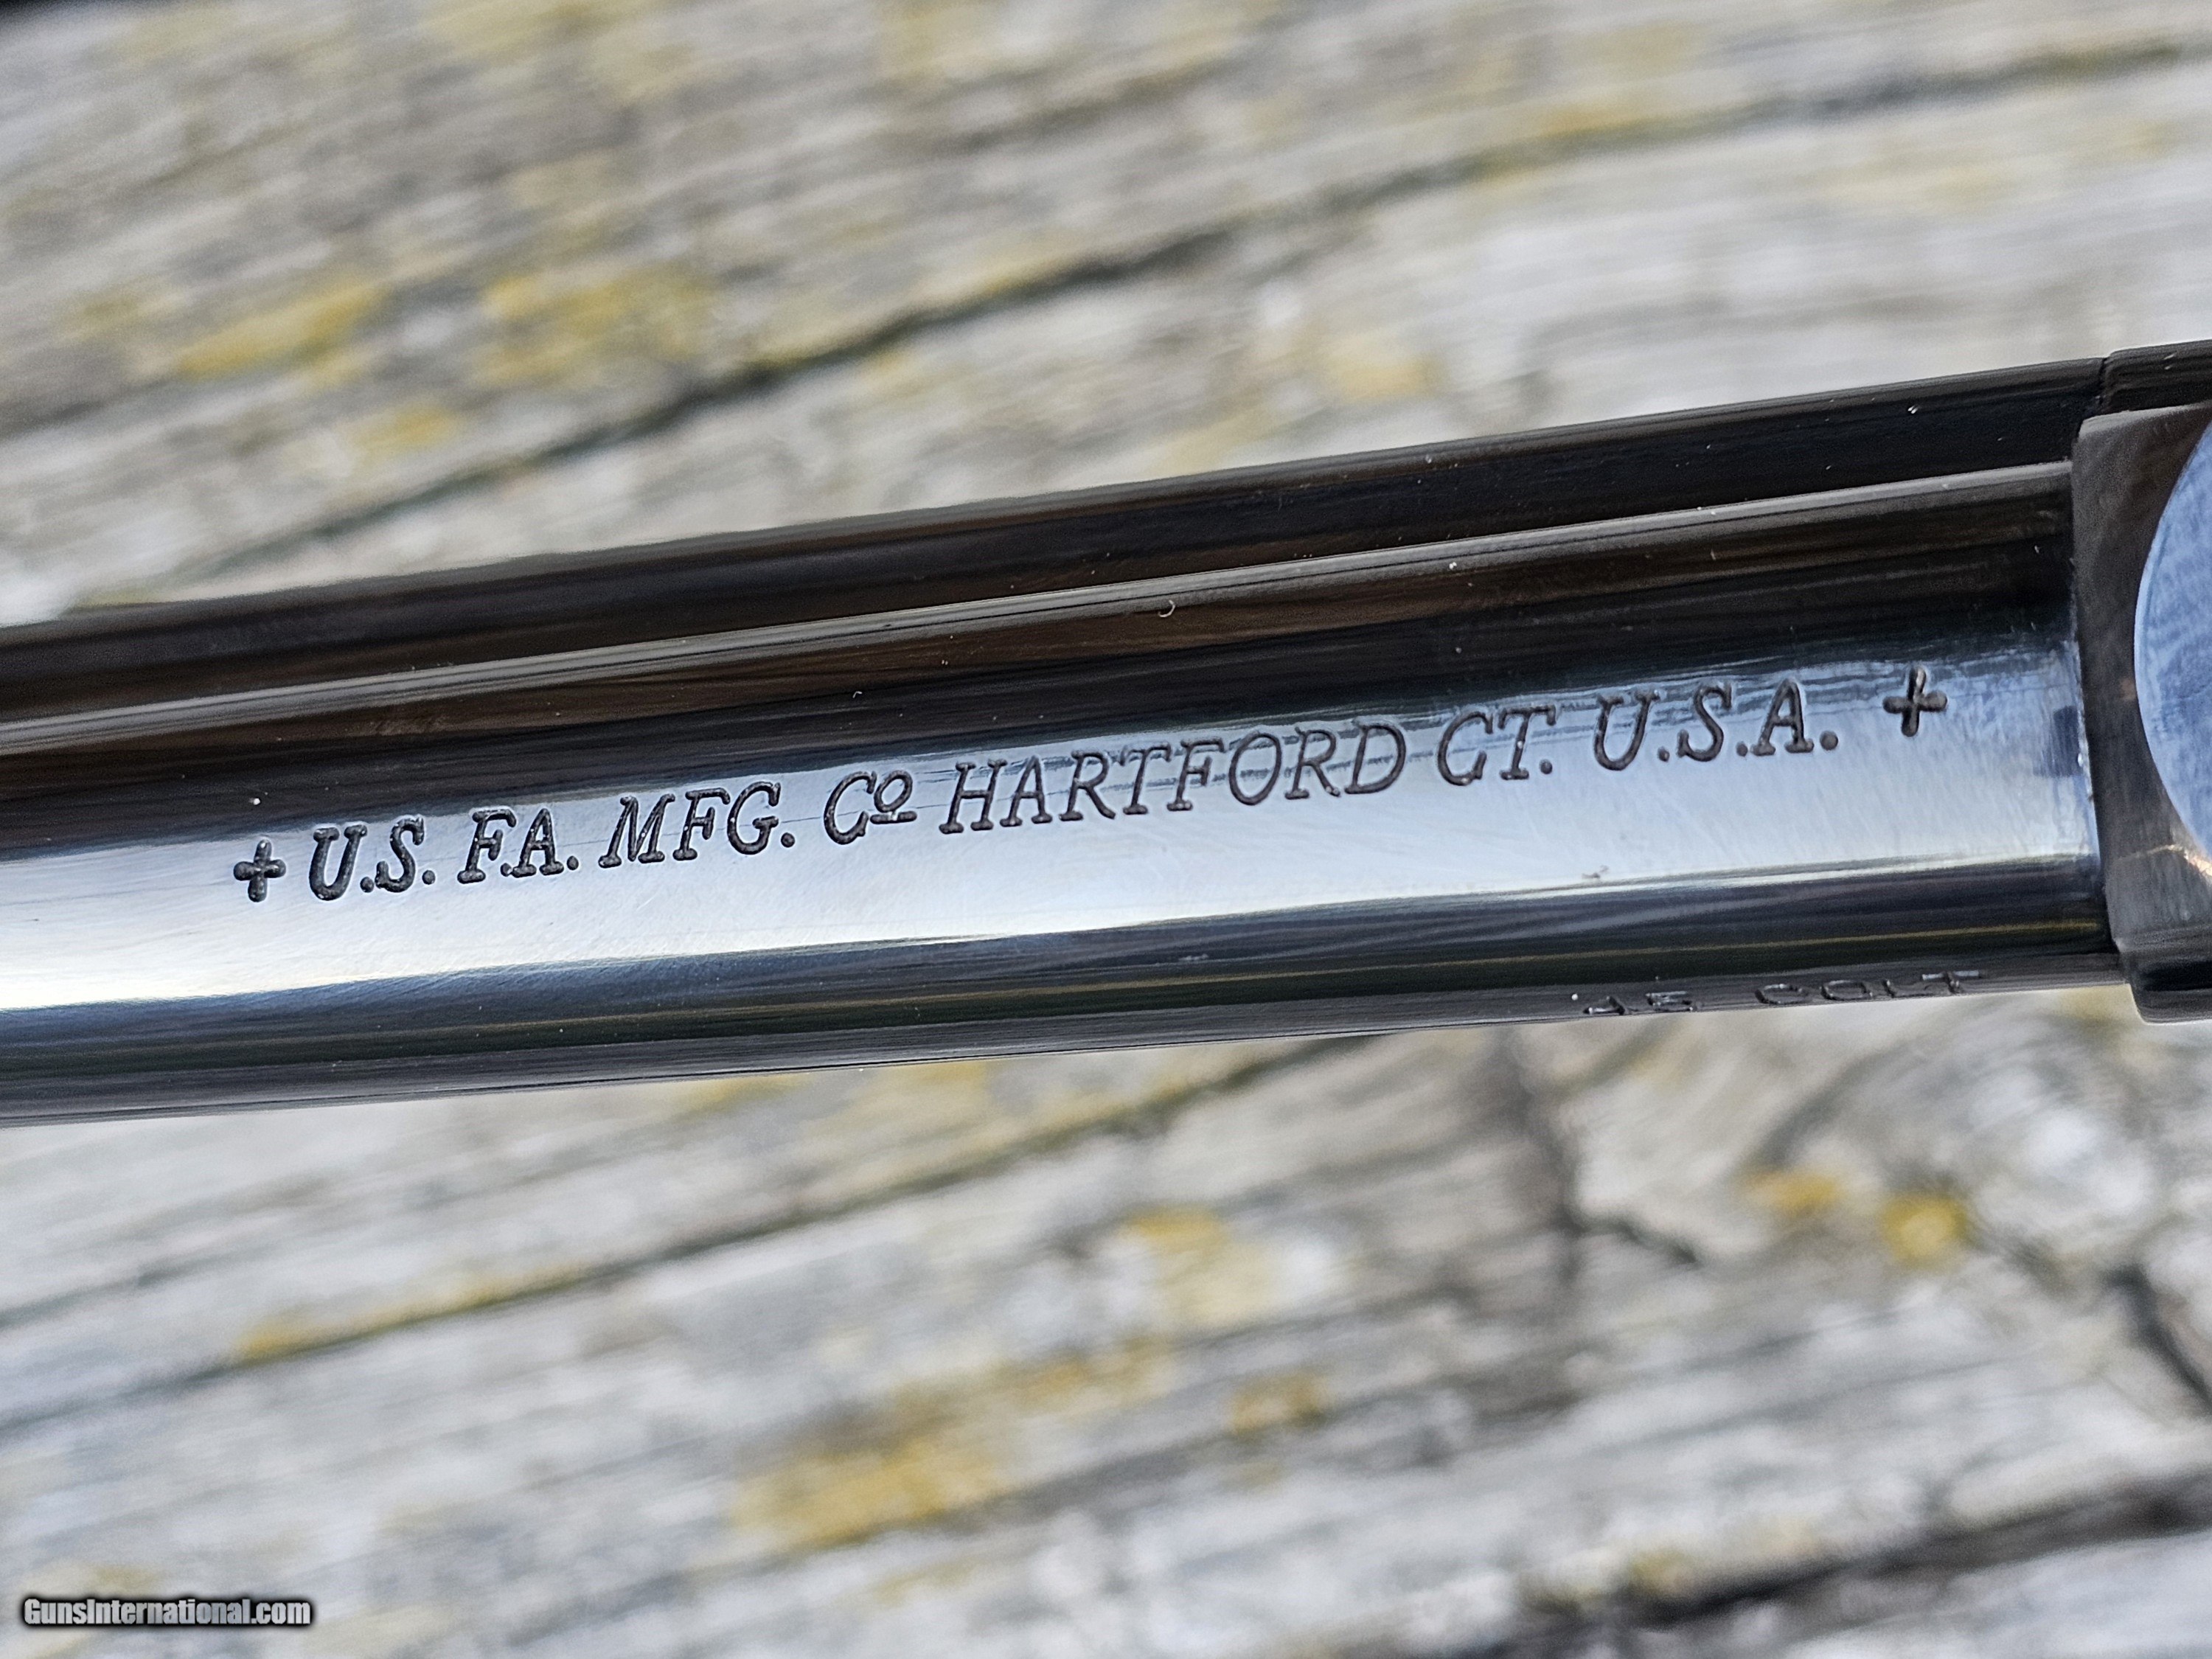 + U.S. F.A. MFG. Cº HARTFORD CT. U.S.A. +
45 COLT
GunsInternational.com